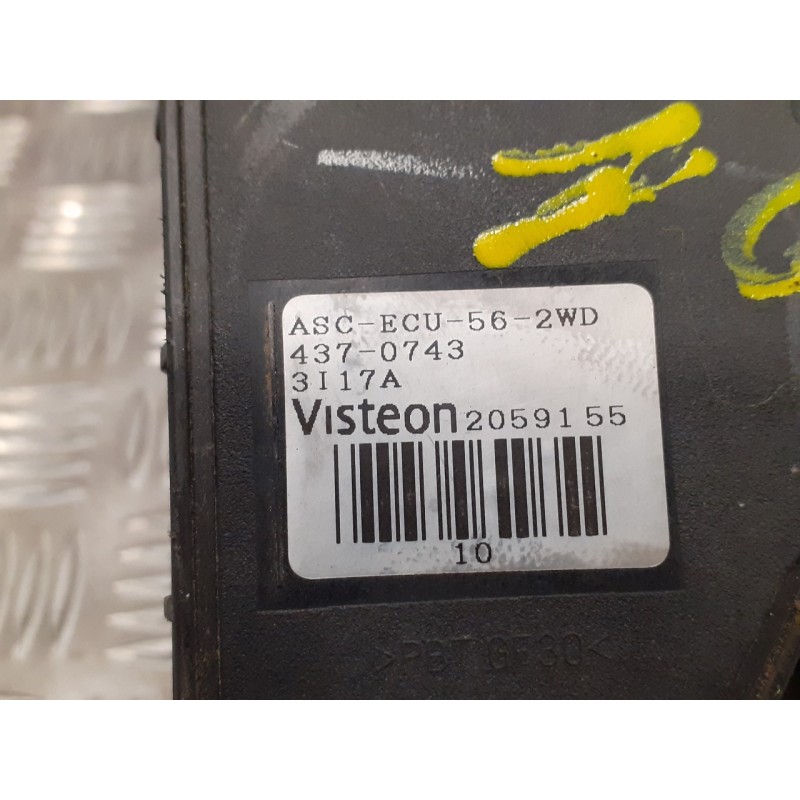 ASC-ECU-56-2WD
437-0743
3I17A
Visteon 2059155
10
>PBT GF30<